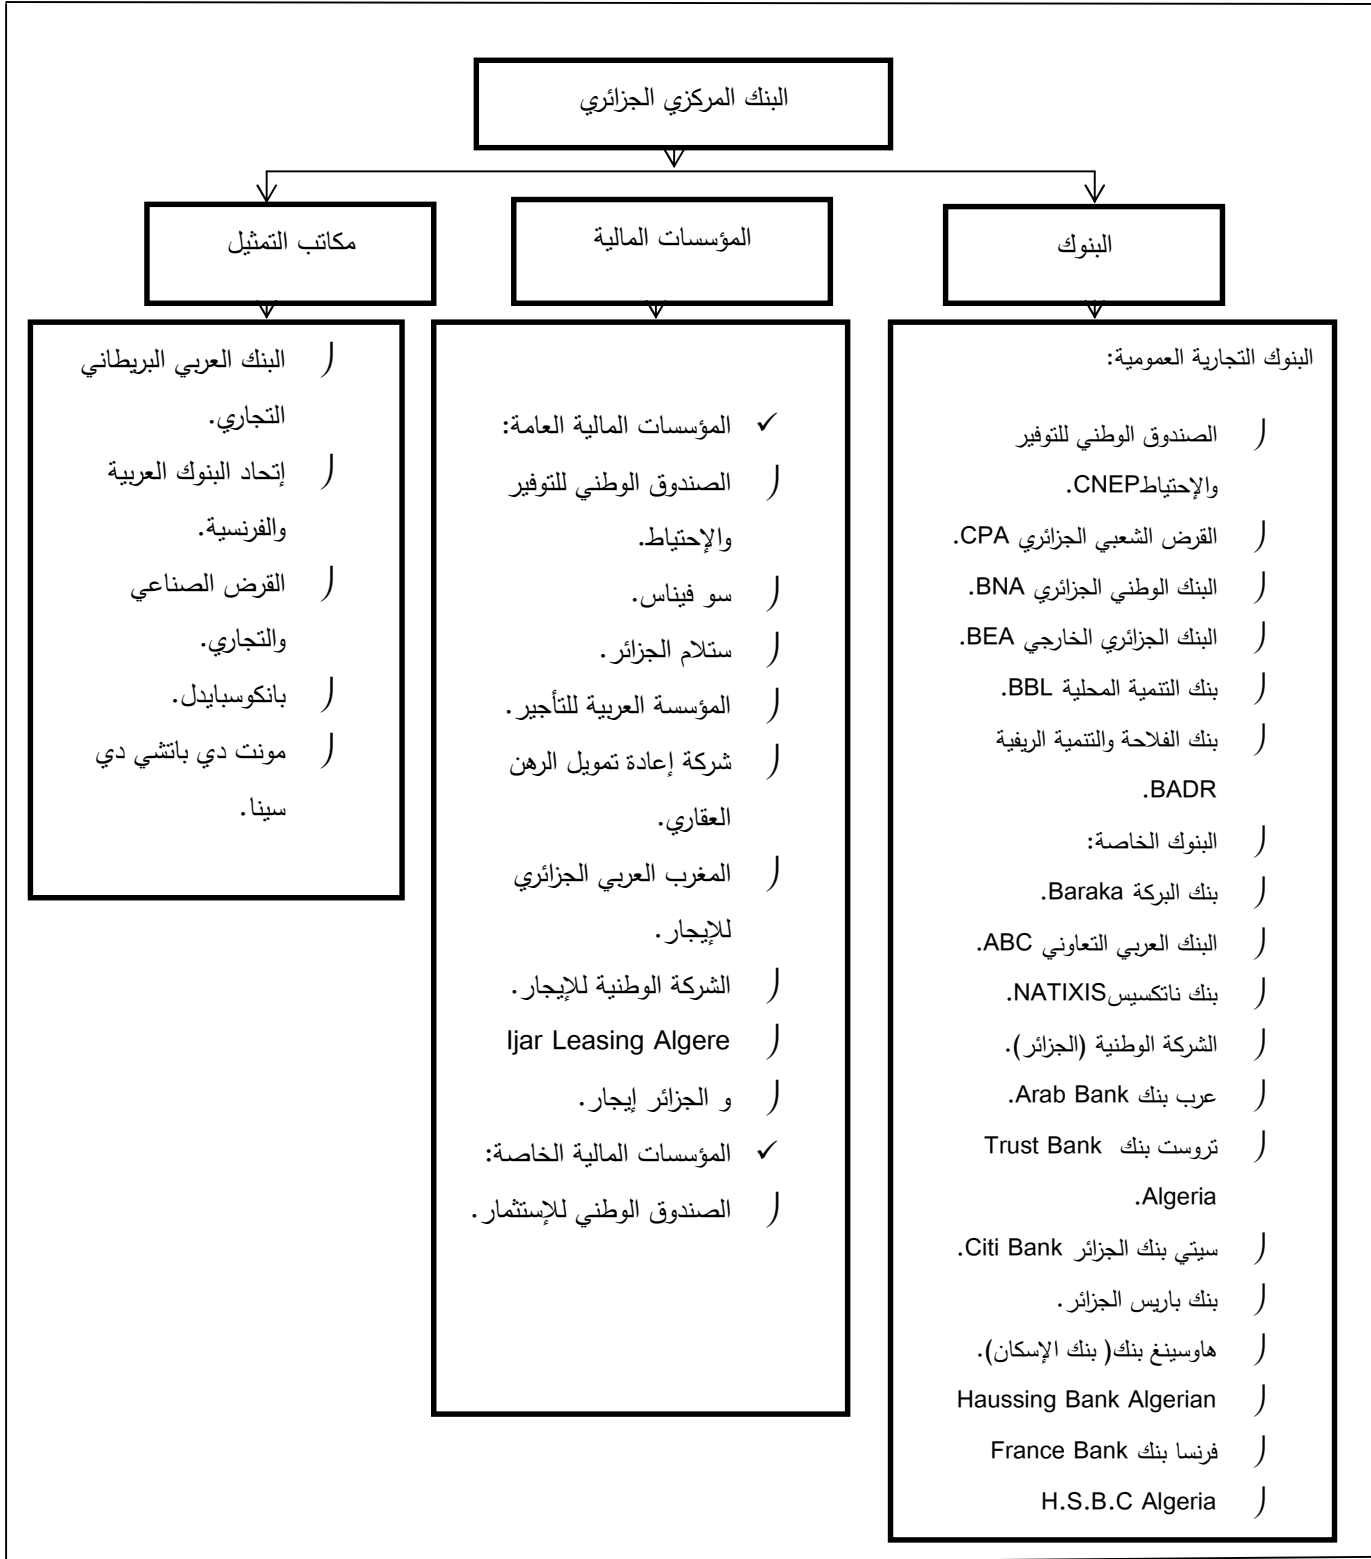 البنك المركزي الجزائري
البنوك
المؤسسات المالية
مكاتب التمثيل
البنوك التجارية العمومية:
الصندوق الوطني للتوفير
والإحتياطCNEP.
القرض الشعبي الجزائري CPA.
البنك الوطني الجزائري BNA.
البنك الجزائري الخارجي BEA.
بنك التنمية المحلية BBL.
بنك الفلاحة والتنمية الريفية
BADR.
البنوك الخاصة:
بنك البركة Baraka.
البنك العربي التعاوني ABC.
بنك ناتكسيسNATIXIS.
الشركة الوطنية (الجزائر).
عرب بنك Arab Bank.
تروست بنك Trust Bank
Algeria.
سيتي بنك الجزائر Citi Bank.
بنك باريس الجزائر.
هاوسينغ بنك( بنك الإسكان).
Haussing Bank Algerian
فرنسا بنك France Bank
H.S.B.C Algeria
✓ المؤسسات المالية العامة:
الصندوق الوطني للتوفير
والإحتياط.
سو فيناس.
ستلام الجزائر.
المؤسسة العربية للتأجير.
شركة إعادة تمويل الرهن
العقاري.
المغرب العربي الجزائري
للإيجار.
الشركة الوطنية للإيجار.
Ijar Leasing Algere
و الجزائر إيجار.
✓ المؤسسات المالية الخاصة:
الصندوق الوطني للإستثمار.
البنك العربي البريطاني
التجاري.
إتحاد البنوك العربية
والفرنسية.
القرض الصناعي
والتجاري.
بانكوسبايدل.
مونت دي باتشي دي
سينا.